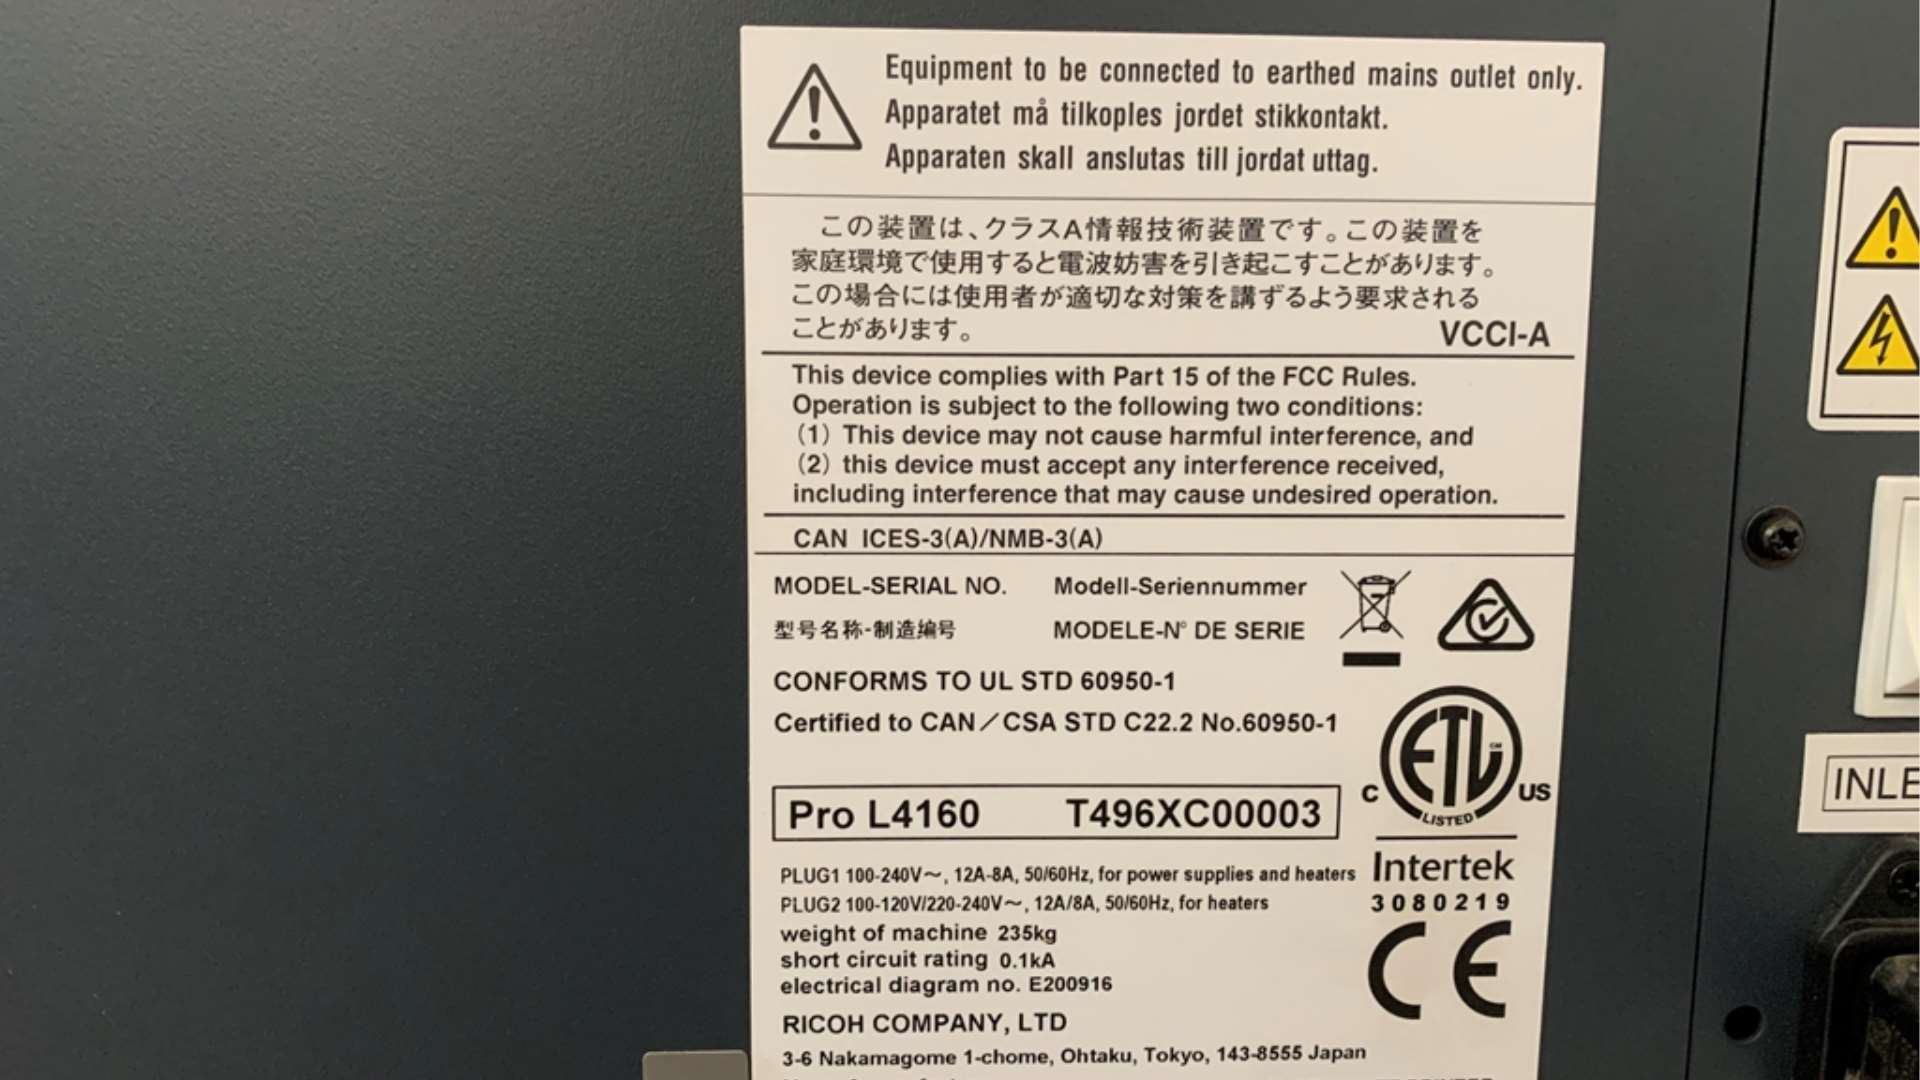 Equipment to be connected to earthed mains outlet only.
Apparatet må tilkoples jordet stikkontakt.
Apparaten skall anslutas till jordat uttag.
この装置は、クラスA情報技術装置です。この装置を
家庭環境で使用すると電波妨害を引き起こすことがあります。
この場合には使用者が適切な対策を講ずるよう要求される
ことがあります。
VCCI-A
This device complies with Part 15 of the FCC Rules.
Operation is subject to the following two conditions:
(1) This device may not cause harmful interference, and
(2) this device must accept any interference received,
including interference that may cause undesired operation.
CAN ICES-3(A)/NMB-3(A)
MODEL-SERIAL NO. Modell-Seriennummer
型号名称-制造编号 MODELE-N° DE SERIE
CONFORMS TO UL STD 60950-1
Certified to CAN/CSA STD C22.2 No.60950-1
ETL CM
C US
LISTED
Pro L4160 T496XC00003
Intertek
3080219
PLUG1 100-240V~, 12A-8A, 50/60Hz, for power supplies and heaters
PLUG2 100-120V/220-240V~, 12A/8A, 50/60Hz, for heaters
weight of machine 235kg
short circuit rating 0.1kA
electrical diagram no. E200916
CE
RICOH COMPANY, LTD
3-6 Nakamagome 1-chome, Ohtaku, Tokyo, 143-8555 Japan
INLE